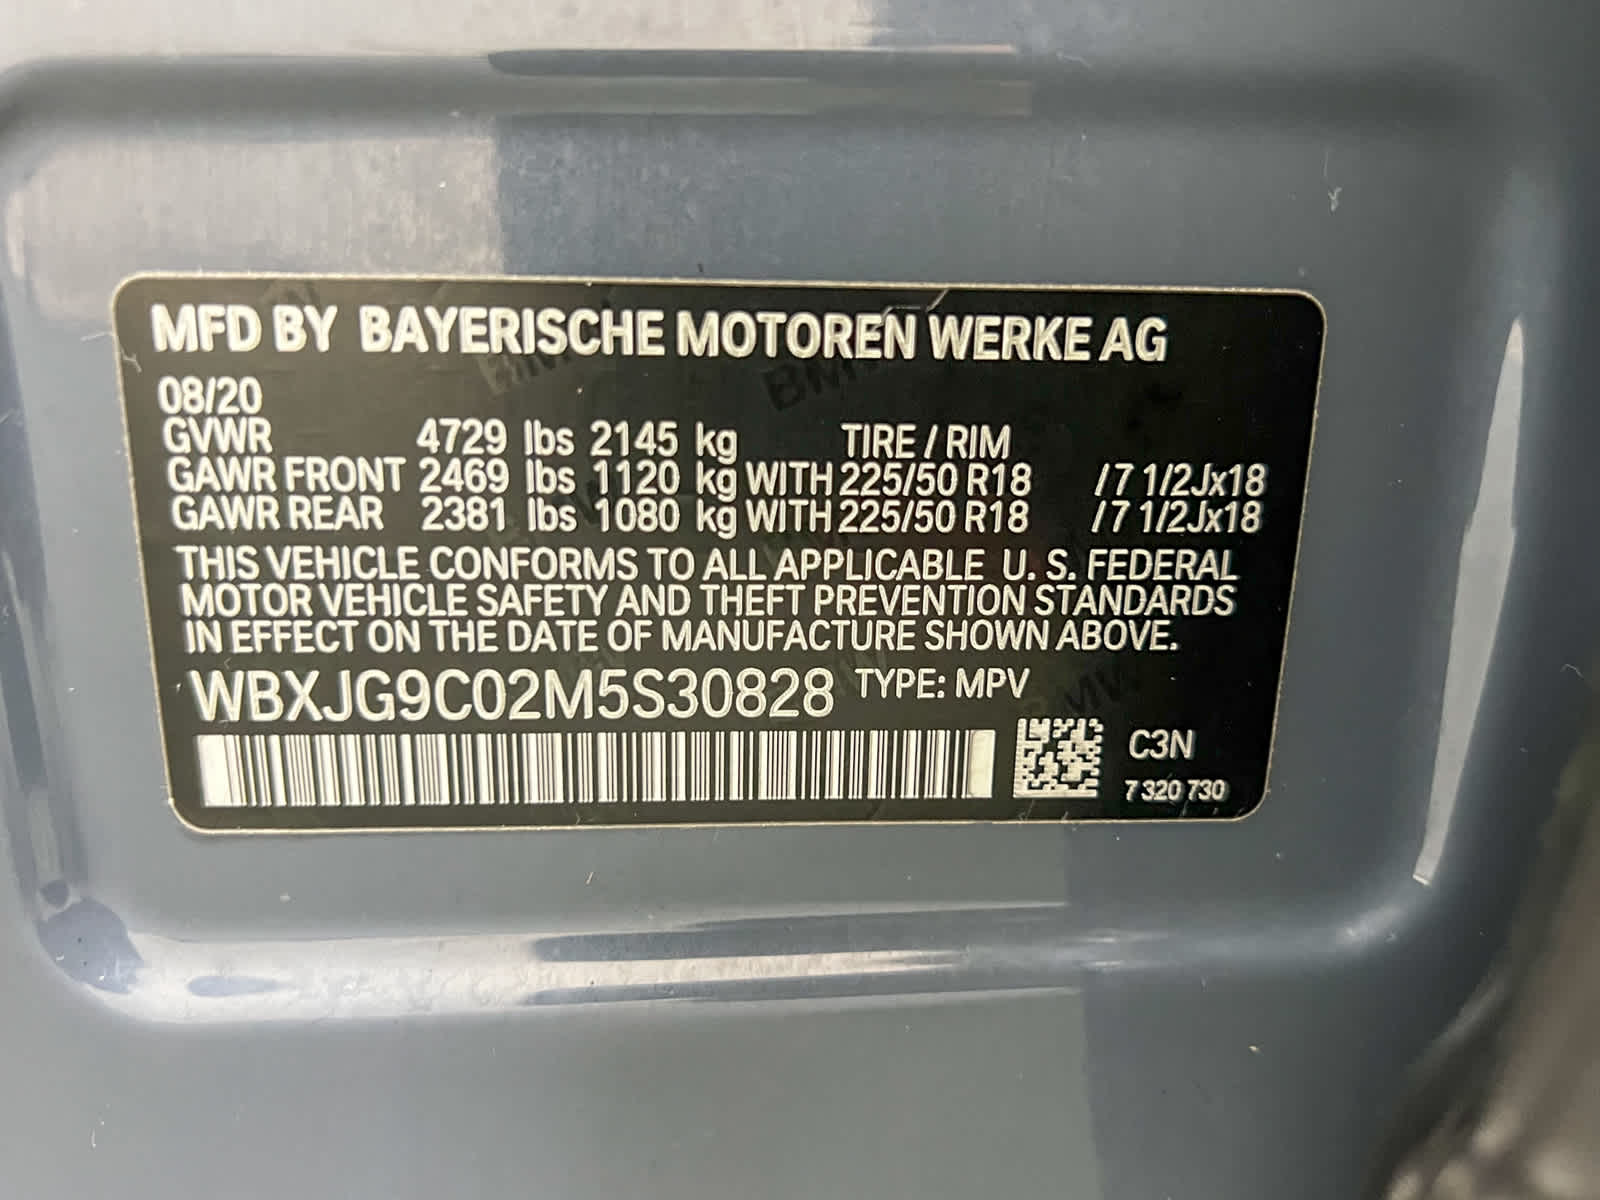 MFD BY BAYERISCHE MOTOREN WERKE AG
08/20
GVWR 4729 lbs 2145 kg TIRE / RIM
GAWR FRONT 2469 lbs 1120 kg WITH 225/50 R18 /7 1/2Jx18
GAWR REAR 2381 lbs 1080 kg WITH 225/50 R18 /7 1/2Jx18
THIS VEHICLE CONFORMS TO ALL APPLICABLE U. S. FEDERAL
MOTOR VEHICLE SAFETY AND THEFT PREVENTION STANDARDS
IN EFFECT ON THE DATE OF MANUFACTURE SHOWN ABOVE.
WBXJG9C02M5S30828 TYPE: MPV
C3N
7 320 730